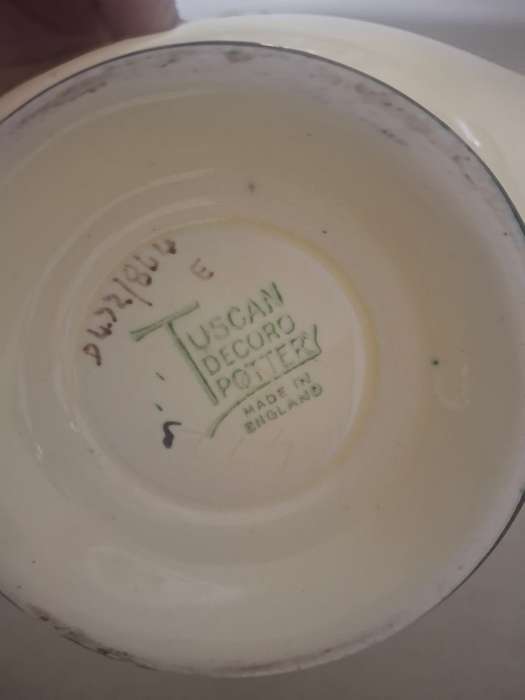 E
TUSCAN
DECORO
POTTERY
MADE IN
ENGLAND